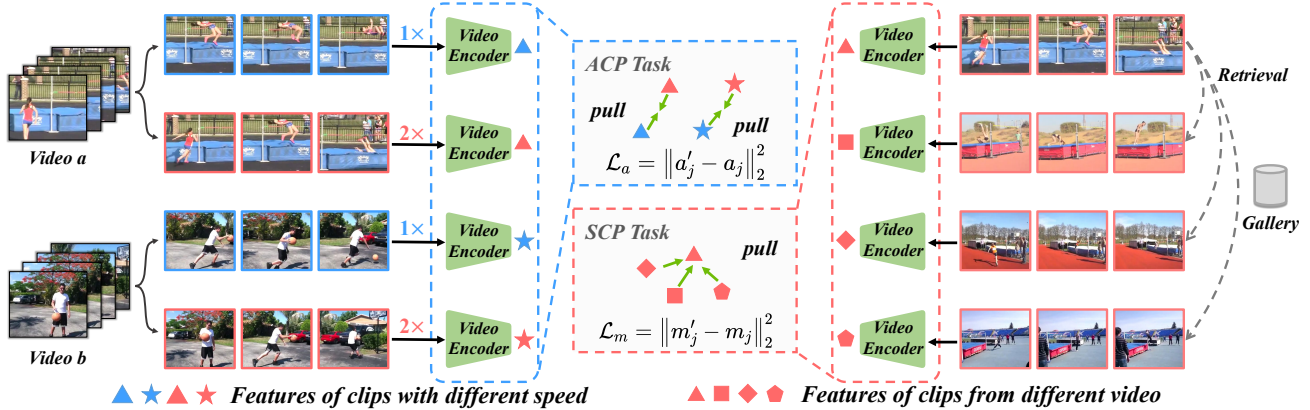 Video a
Video b
1×
2×
1×
2×
Video
Encoder
Video
Encoder
Video
Encoder
Video
Encoder
ACP Task
pull
pull
ℒₐ = ‖a′ⱼ − aⱼ‖₂²
SCP Task
pull
ℒₘ = ‖m′ⱼ − mⱼ‖₂²
Video
Encoder
Video
Encoder
Video
Encoder
Video
Encoder
Retrieval
Gallery
Features of clips with different speed
Features of clips from different video